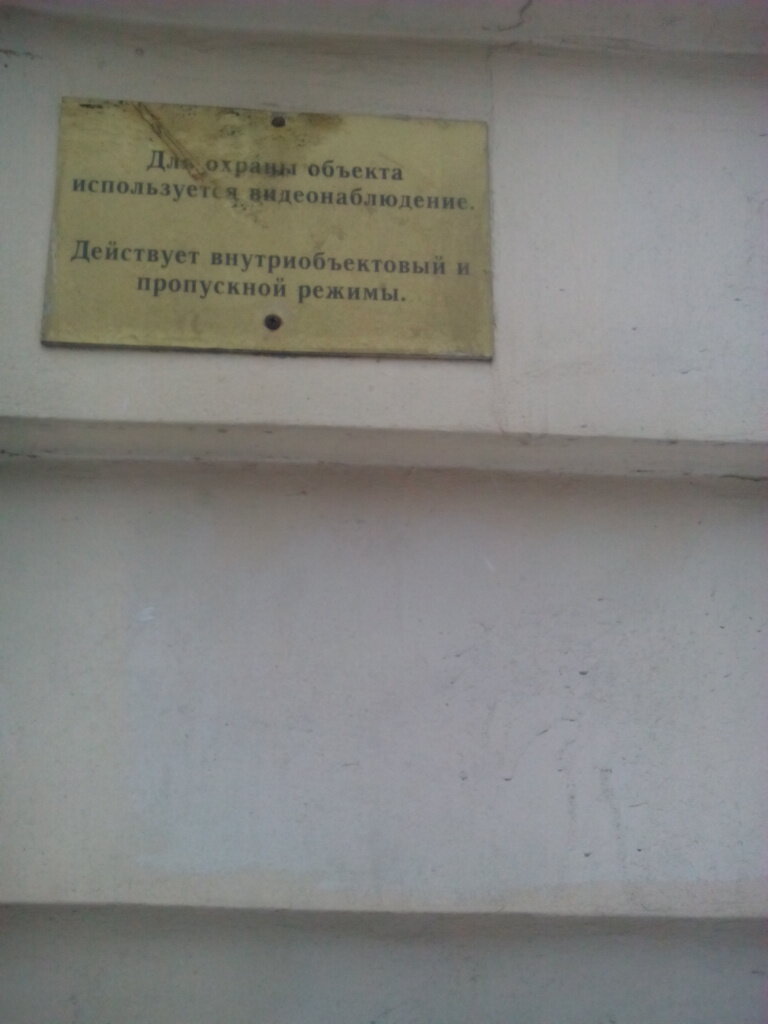 Для охраны объекта
используется видеонаблюдение.
Действует внутриобъектовый и
пропускной режимы.